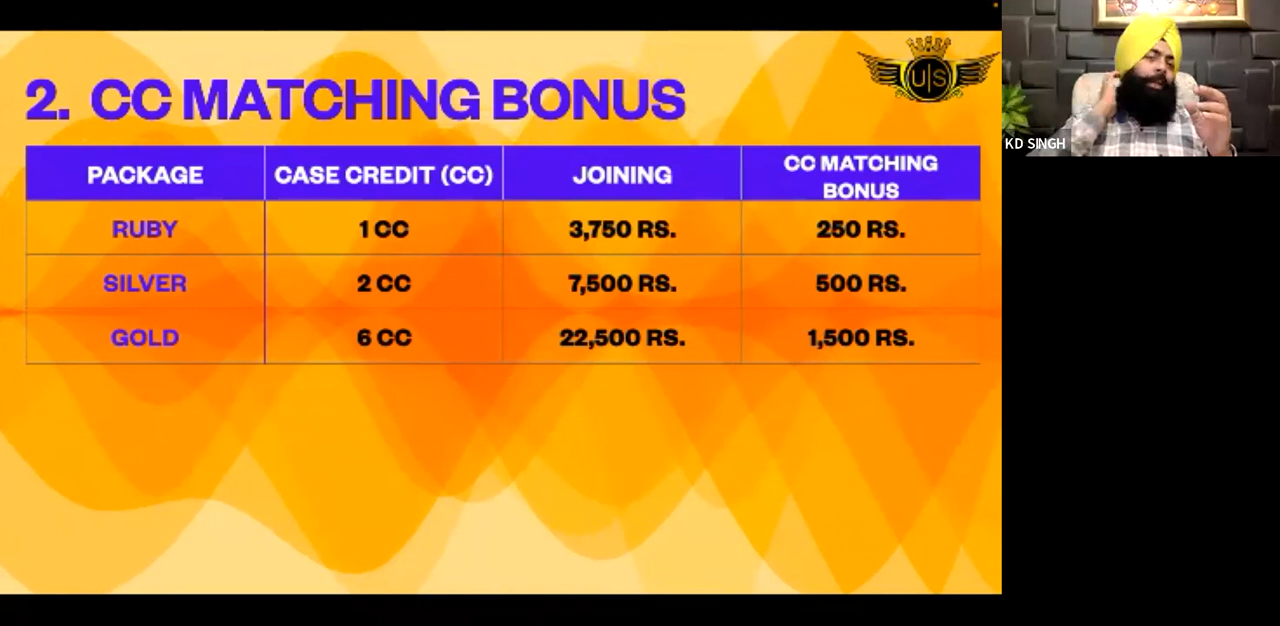 U|S
2. CC MATCHING BONUS
PACKAGE CASE CREDIT (CC) JOINING CC MATCHING BONUS
RUBY 1 CC 3,750 RS. 250 RS.
SILVER 2 CC 7,500 RS. 500 RS.
GOLD 6 CC 22,500 RS. 1,500 RS.
KD SINGH